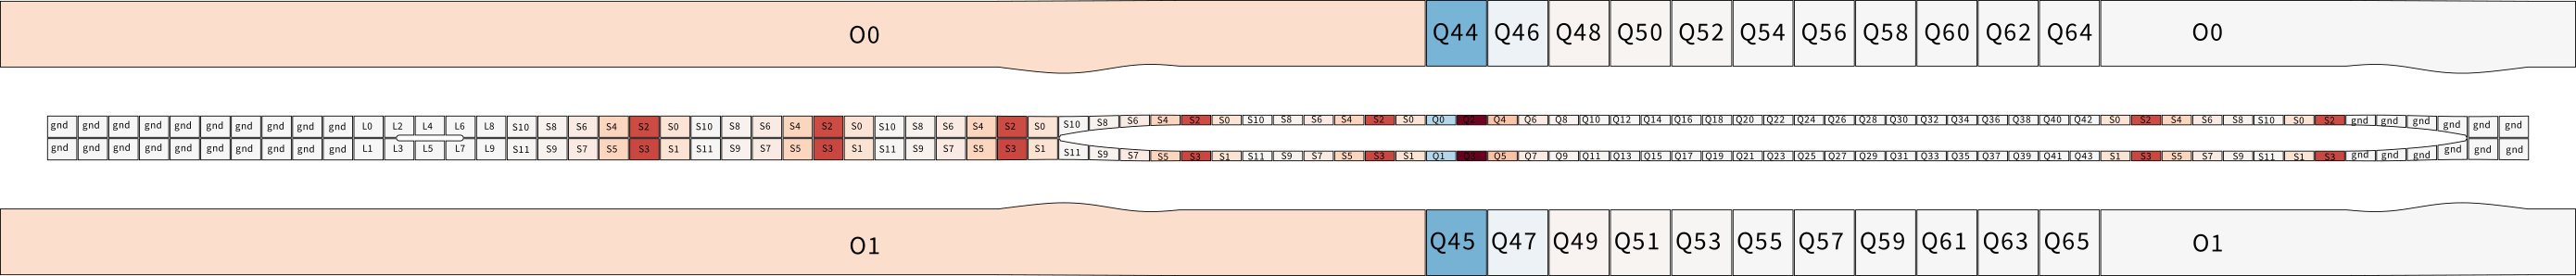 O0 Q44 Q46 Q48 Q50 Q52 Q54 Q56 Q58 Q60 Q62 Q64 O0
gnd gnd gnd gnd gnd gnd gnd gnd gnd gnd L0 L2 L4 L6 L8 S10 S8 S6 S4 S2 S0 S10 S8 S6 S4 S2 S0 S10 S8 S6 S4 S2 S0 S10 S8 S6 S4 S2 S0 S10 S8 S6 S4 S2 S0 Q0 Q2 Q4 Q6 Q8 Q10 Q12 Q14 Q16 Q18 Q20 Q22 Q24 Q26 Q28 Q30 Q32 Q34 Q36 Q38 Q40 Q42 S0 S2 S4 S6 S8 S10 S0 S2 gnd gnd gnd gnd gnd gnd
gnd gnd gnd gnd gnd gnd gnd gnd gnd gnd L1 L3 L5 L7 L9 S11 S9 S7 S5 S3 S1 S11 S9 S7 S5 S3 S1 S11 S9 S7 S5 S3 S1 S11 S9 S7 S5 S3 S1 S11 S9 S7 S5 S3 S1 Q1 Q3 Q5 Q7 Q9 Q11 Q13 Q15 Q17 Q19 Q21 Q23 Q25 Q27 Q29 Q31 Q33 Q35 Q37 Q39 Q41 Q43 S1 S3 S5 S7 S9 S11 S1 S3 gnd gnd gnd gnd gnd gnd
O1 Q45 Q47 Q49 Q51 Q53 Q55 Q57 Q59 Q61 Q63 Q65 O1